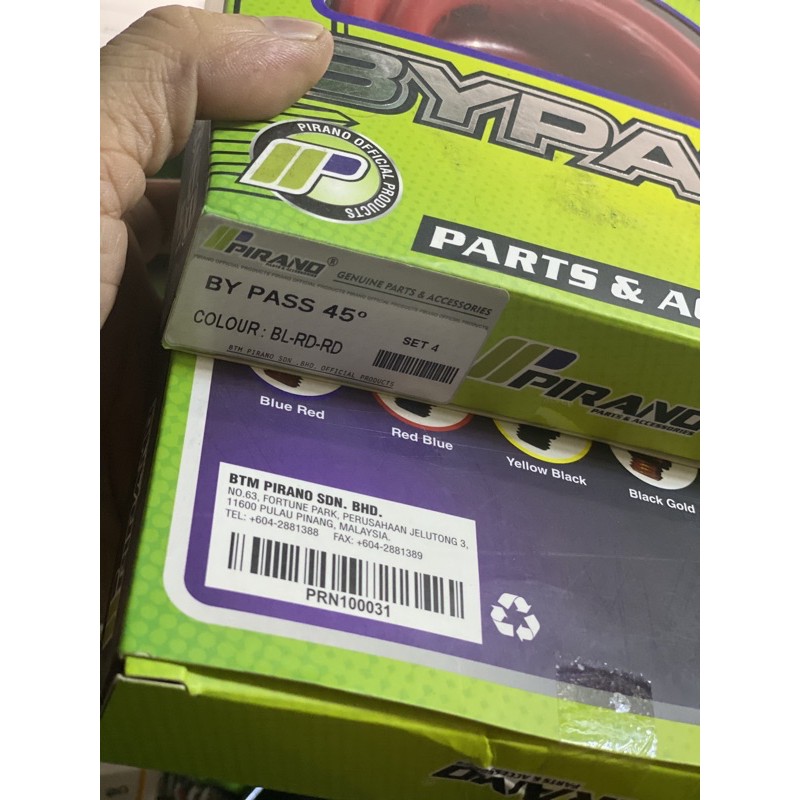 BYPA
PIRANO OFFICIAL PRODUCTS
PARTS & AC
PIRANO®
GENUINE PARTS & ACCESSORIES
BY PASS 45°
COLOUR: BL-RD-RD
SET 4
BTM PIRANO SDN. BHD. OFFICIAL PRODUCTS
PIRANO
PARTS & ACCESSORIES
Blue Red
Red Blue
Yellow Black
Black Gold
BTM PIRANO SDN. BHD.
NO.63, FORTUNE PARK, PERUSAHAAN JELUTONG 3,
11600 PULAU PINANG, MALAYSIA.
TEL: +604-2881388 FAX: +604-2881389
PRN100031